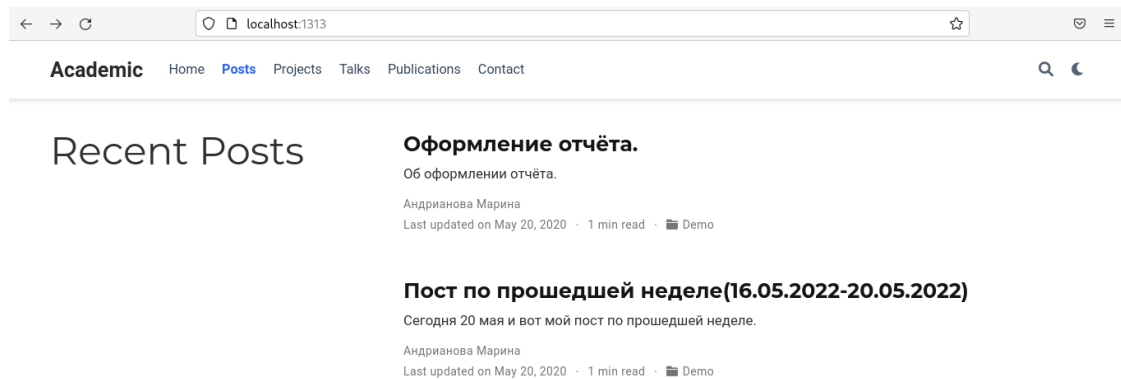 localhost:1313
Academic Home Posts Projects Talks Publications Contact
Recent Posts
Оформление отчёта.
Об оформлении отчёта.
Андрианова Марина
Last updated on May 20, 2020 · 1 min read · Demo
Пост по прошедшей неделе(16.05.2022-20.05.2022)
Сегодня 20 мая и вот мой пост по прошедшей неделе.
Андрианова Марина
Last updated on May 20, 2020 · 1 min read · Demo